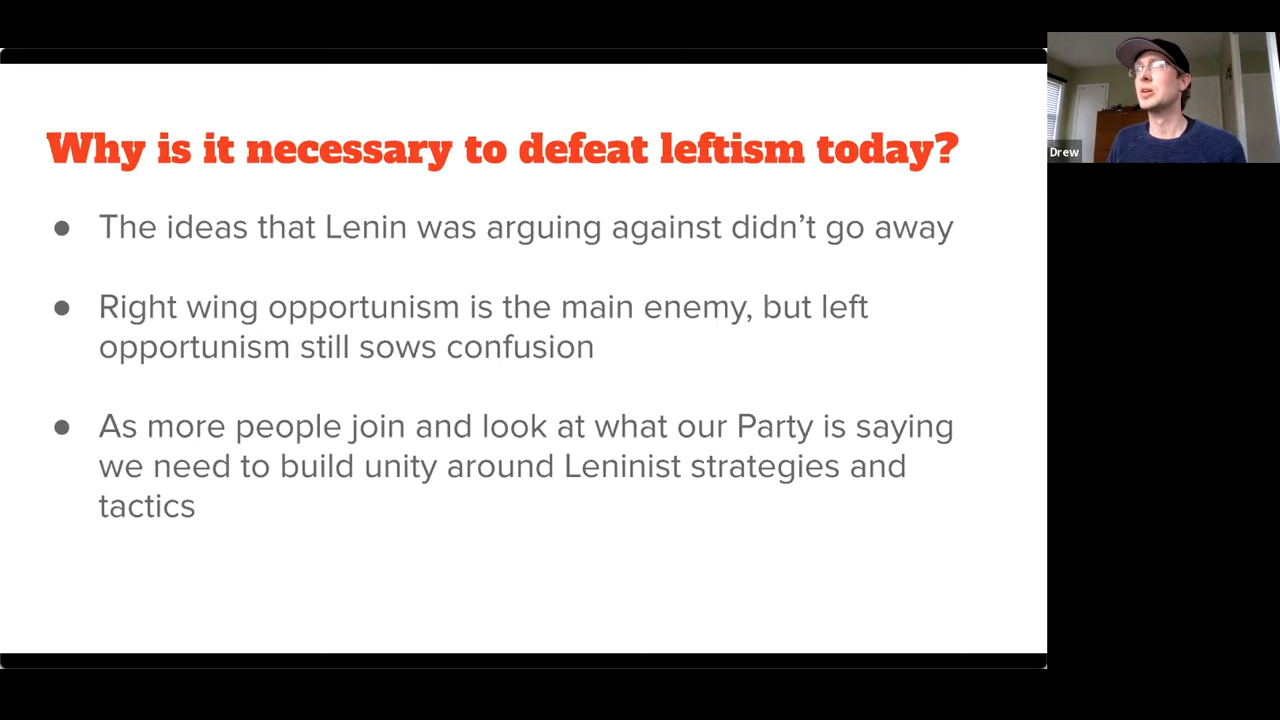 Why is it necessary to defeat leftism today?
● The ideas that Lenin was arguing against didn’t go away
● Right wing opportunism is the main enemy, but left
opportunism still sows confusion
● As more people join and look at what our Party is saying
we need to build unity around Leninist strategies and
tactics
Drew